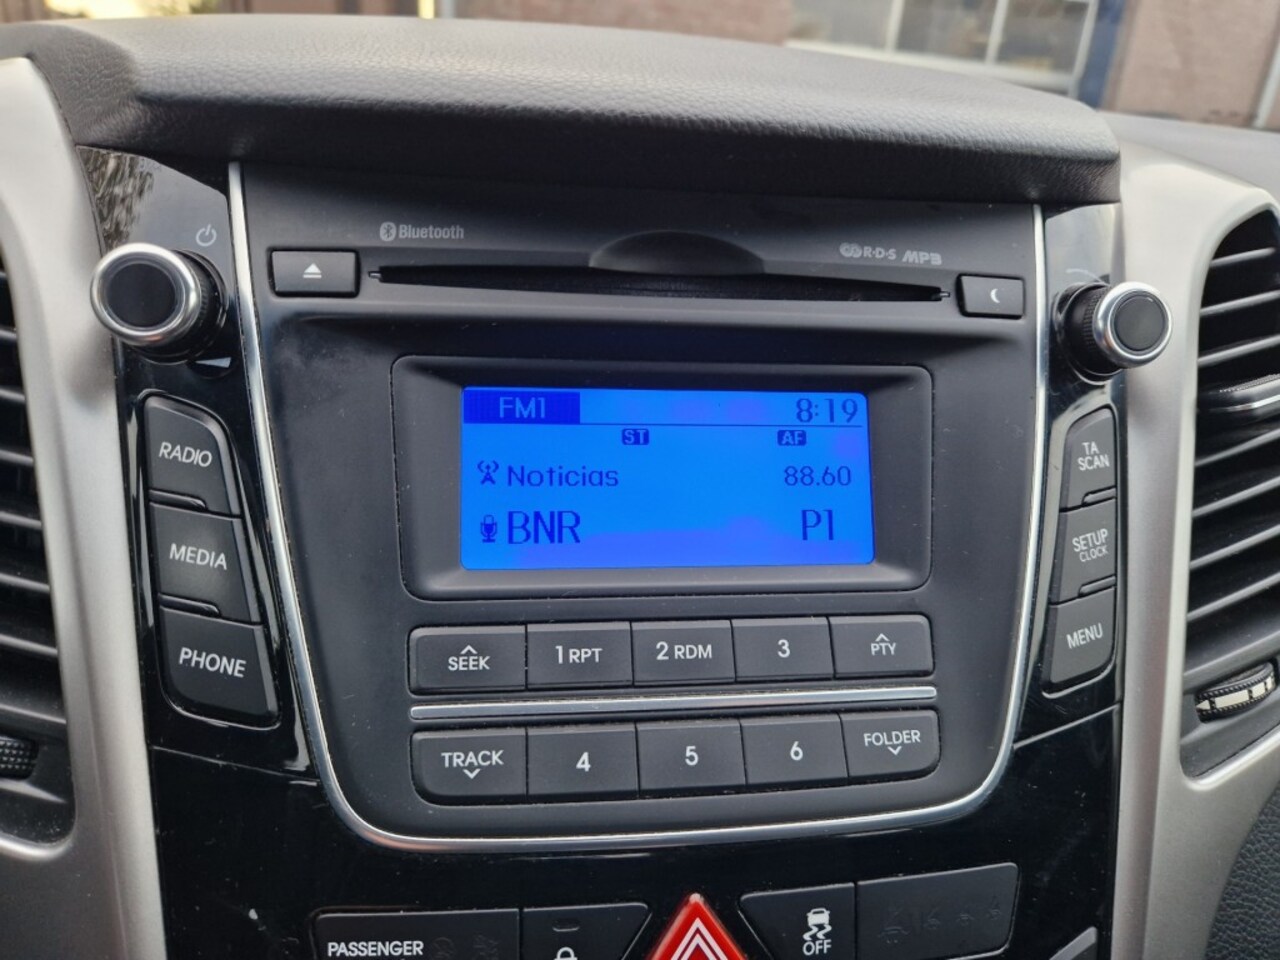 Bluetooth
R·D·S MP3
FM1 8:19
ST AF
Noticias 88.60
BNR P1
RADIO
MEDIA
PHONE
TA
SCAN
SETUP
CLOCK
MENU
SEEK 1 RPT 2 RDM 3 PTY
TRACK 4 5 6 FOLDER
PASSENGER
OFF